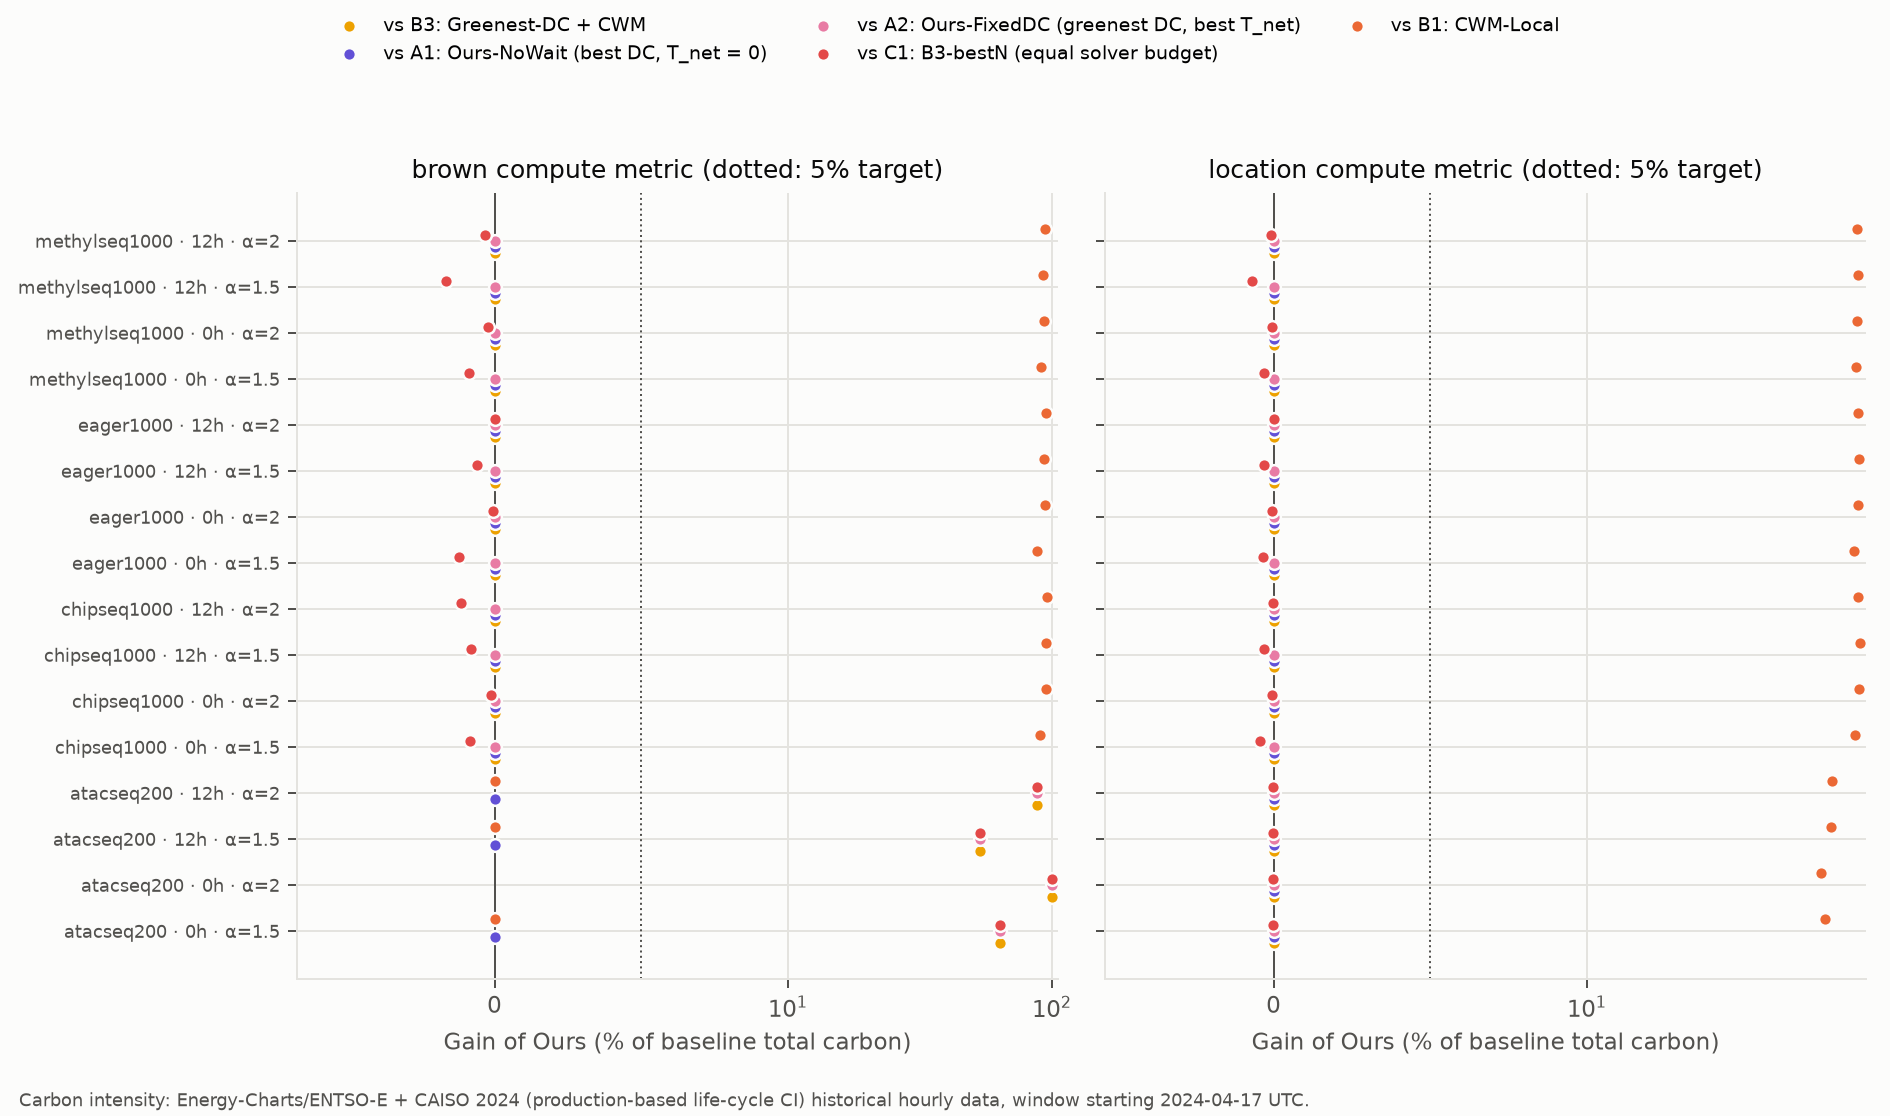 vs B3: Greenest-DC + CWM
vs A1: Ours-NoWait (best DC, T_net = 0)
vs A2: Ours-FixedDC (greenest DC, best T_net)
vs C1: B3-bestN (equal solver budget)
vs B1: CWM-Local
brown compute metric (dotted: 5% target)
location compute metric (dotted: 5% target)
methylseq1000 · 12h · α=2
methylseq1000 · 12h · α=1.5
methylseq1000 · 0h · α=2
methylseq1000 · 0h · α=1.5
eager1000 · 12h · α=2
eager1000 · 12h · α=1.5
eager1000 · 0h · α=2
eager1000 · 0h · α=1.5
chipseq1000 · 12h · α=2
chipseq1000 · 12h · α=1.5
chipseq1000 · 0h · α=2
chipseq1000 · 0h · α=1.5
atacseq200 · 12h · α=2
atacseq200 · 12h · α=1.5
atacseq200 · 0h · α=2
atacseq200 · 0h · α=1.5
0 10¹ 10²
0 10¹
Gain of Ours (% of baseline total carbon)
Gain of Ours (% of baseline total carbon)
Carbon intensity: Energy-Charts/ENTSO-E + CAISO 2024 (production-based life-cycle CI) historical hourly data, window starting 2024-04-17 UTC.